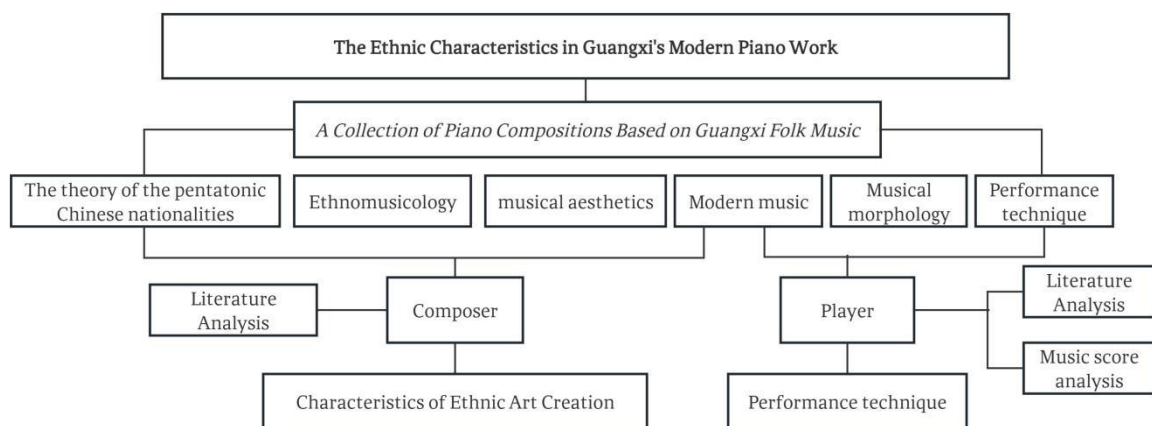 The Ethnic Characteristics in Guangxi's Modern Piano Work
A Collection of Piano Compositions Based on Guangxi Folk Music
The theory of the pentatonic
Chinese nationalities
Ethnomusicology
musical aesthetics
Modern music
Musical
morphology
Performance
technique
Literature
Analysis
Composer
Player
Literature
Analysis
Music score
analysis
Characteristics of Ethnic Art Creation
Performance technique